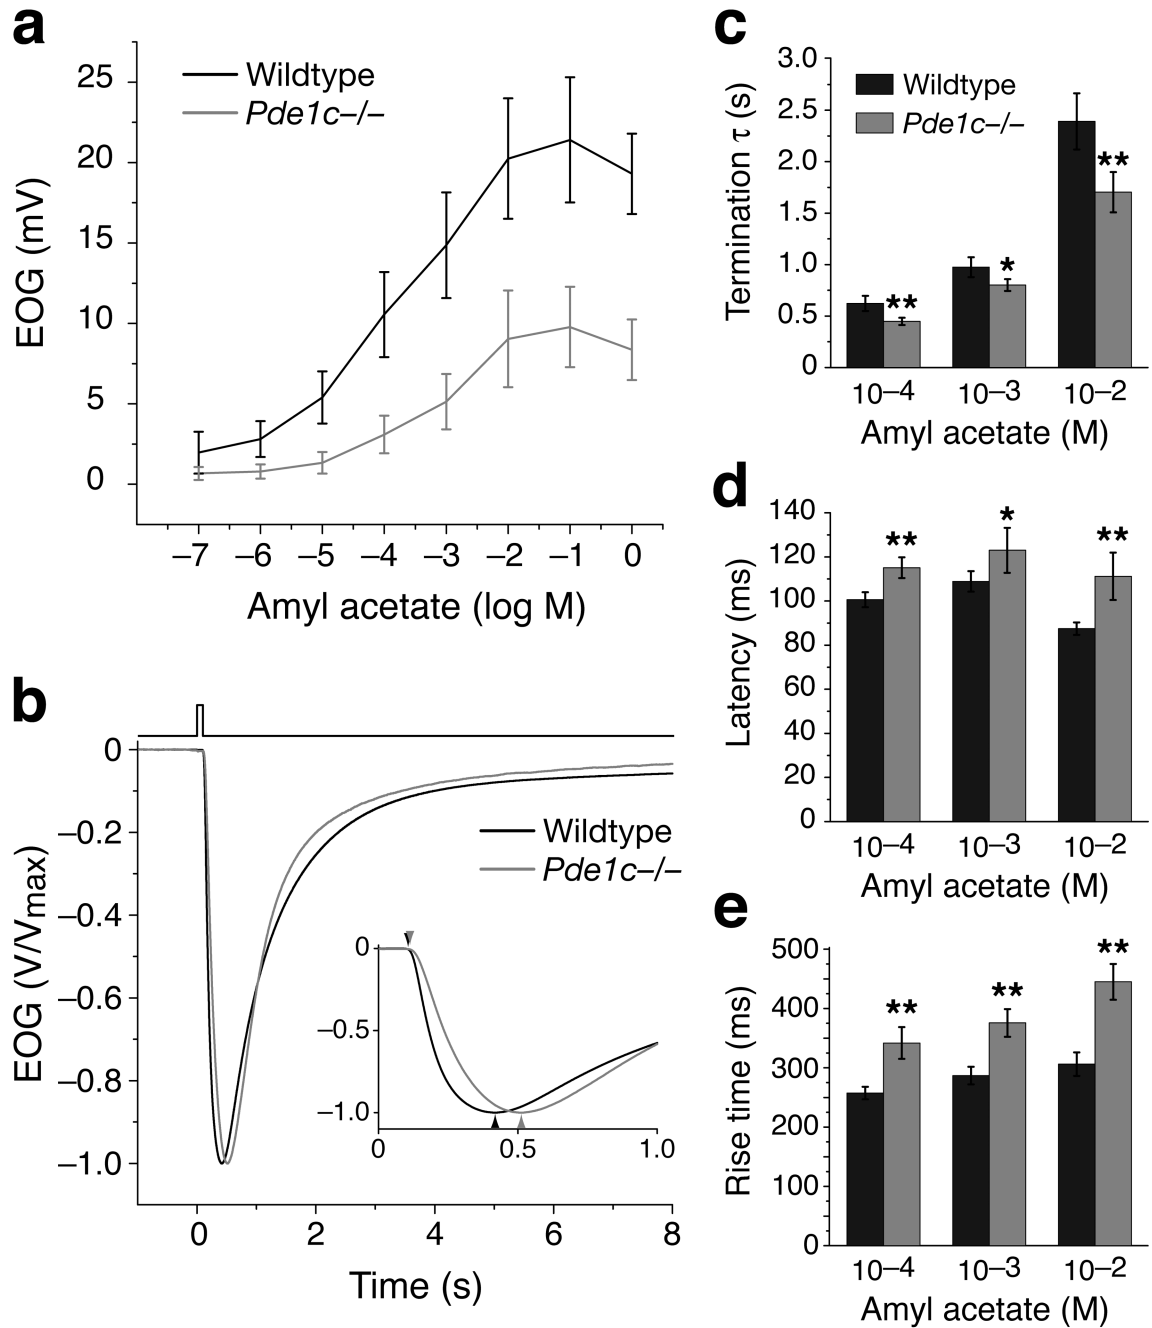 a
25
20
15
10
5
0
EOG (mV)
Wildtype
Pde1c–/–
–7 –6 –5 –4 –3 –2 –1 0
Amyl acetate (log M)
b
0
–0.2
–0.4
–0.6
–0.8
–1.0
EOG (V/Vmax)
Wildtype
Pde1c–/–
0
–0.5
–1.0
0 0.5 1.0
0 2 4 6 8
Time (s)
c
3.0
2.5
2.0
1.5
1.0
0.5
0
Termination τ (s)
Wildtype
Pde1c–/–
** * **
10–4 10–3 10–2
Amyl acetate (M)
d
140
120
100
80
60
40
20
0
Latency (ms)
** * **
10–4 10–3 10–2
Amyl acetate (M)
e
500
400
300
200
100
0
Rise time (ms)
** ** **
10–4 10–3 10–2
Amyl acetate (M)